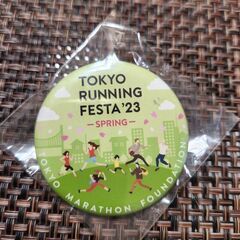 TOKYO
RUNNING
FESTA'23
—SPRING—
TOKYO MARATHON FOUNDATION